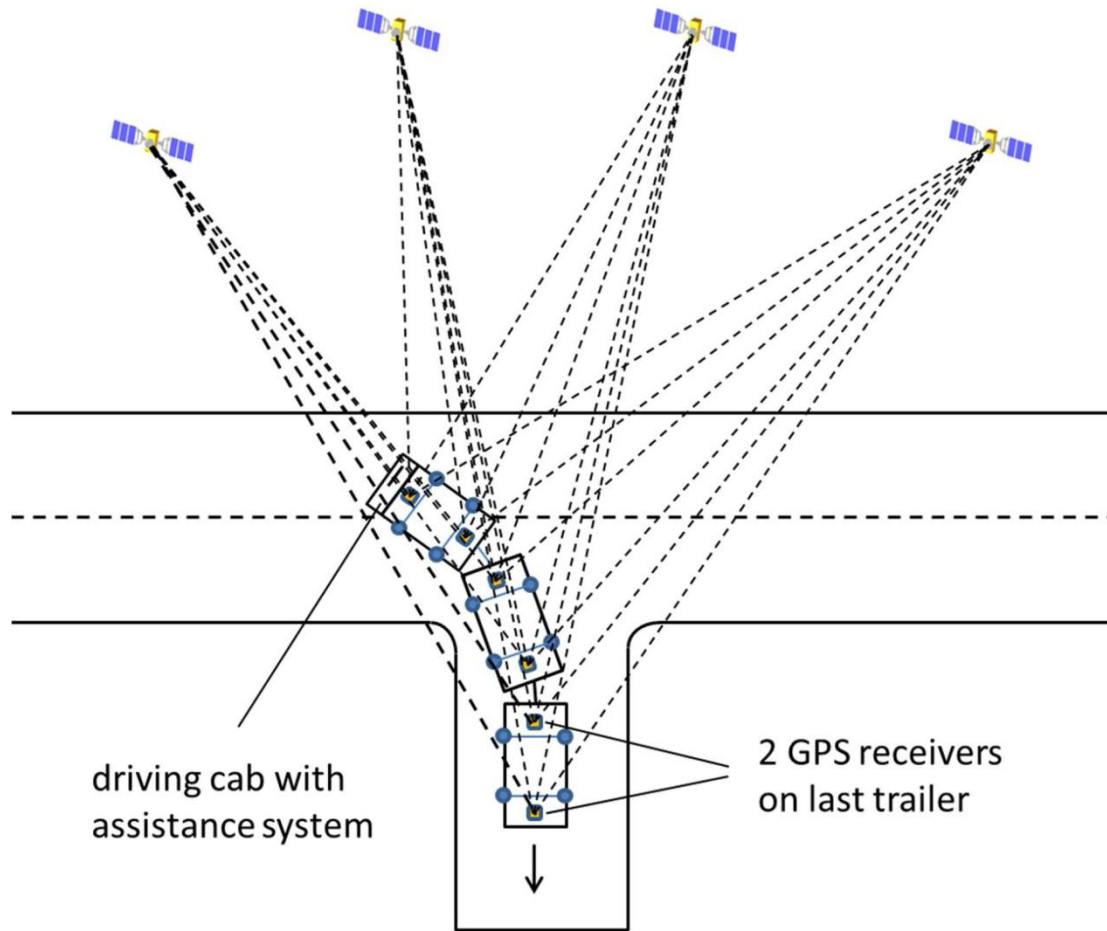 driving cab with
assistance system
2 GPS receivers
on last trailer